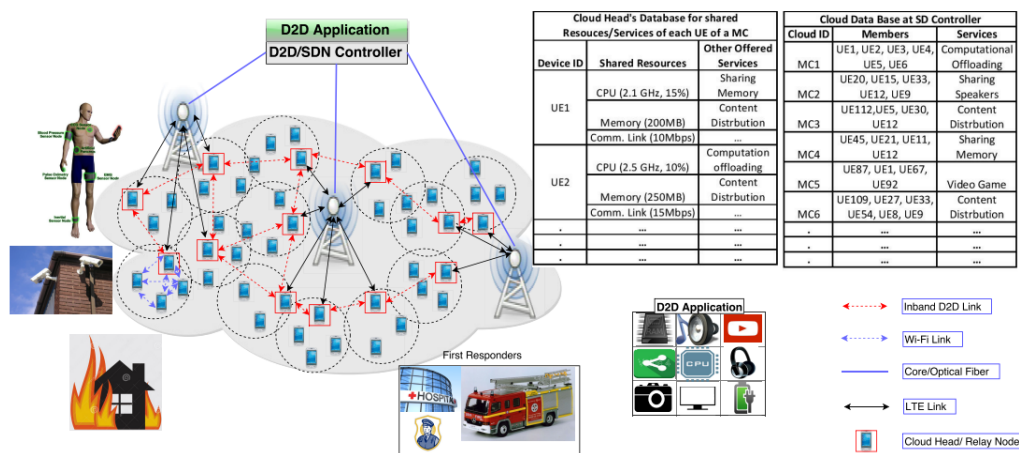 D2D Application
D2D/SDN Controller
Cloud Head's Database for shared
Resouces/Services of each UE of a MC
Device ID
Shared Resources
Other Offered
Services
UE1
CPU (2.1 GHz, 15%)
Sharing
Memory
Memory (200MB)
Content
Distrbution
Comm. Link (10Mbps)
...
UE2
CPU (2.5 GHz, 10%)
Computation
offloading
Memory (250MB)
Content
Distrbution
Comm. Link (15Mbps)
...
. ... ...
. ... ...
. ... ...
Cloud Data Base at SD Controller
Cloud ID
Members
Services
MC1
UE1, UE2, UE3, UE4,
UE5, UE6
Computational
Offloading
MC2
UE20, UE15, UE33,
UE12, UE9
Sharing
Speakers
MC3
UE112,UE5, UE30,
UE12
Content
Distrbution
MC4
UE45, UE21, UE11,
UE12
Sharing
Memory
MC5
UE87, UE1, UE67,
UE92
Video Game
MC6
UE109, UE27, UE33,
UE54, UE8, UE9
Content
Distrbution
. ... ...
. ... ...
. ... ...
First Responders
HOSPITAL
D2D Application
CPU
Inband D2D Link
Wi-Fi Link
Core/Optical Fiber
LTE Link
Cloud Head/ Relay Node